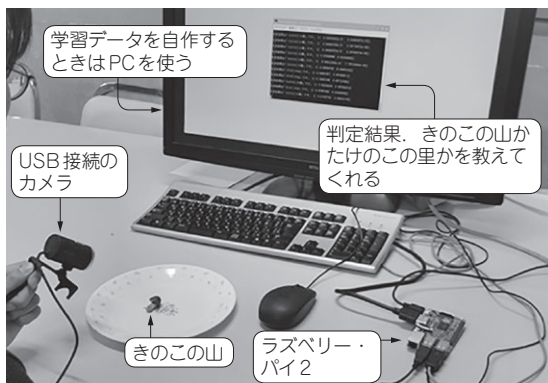 学習データを自作する
ときはPCを使う
判定結果．きのこの山か
たけのこの里かを教えて
くれる
USB接続の
カメラ
きのこの山
ラズベリー・
パイ2